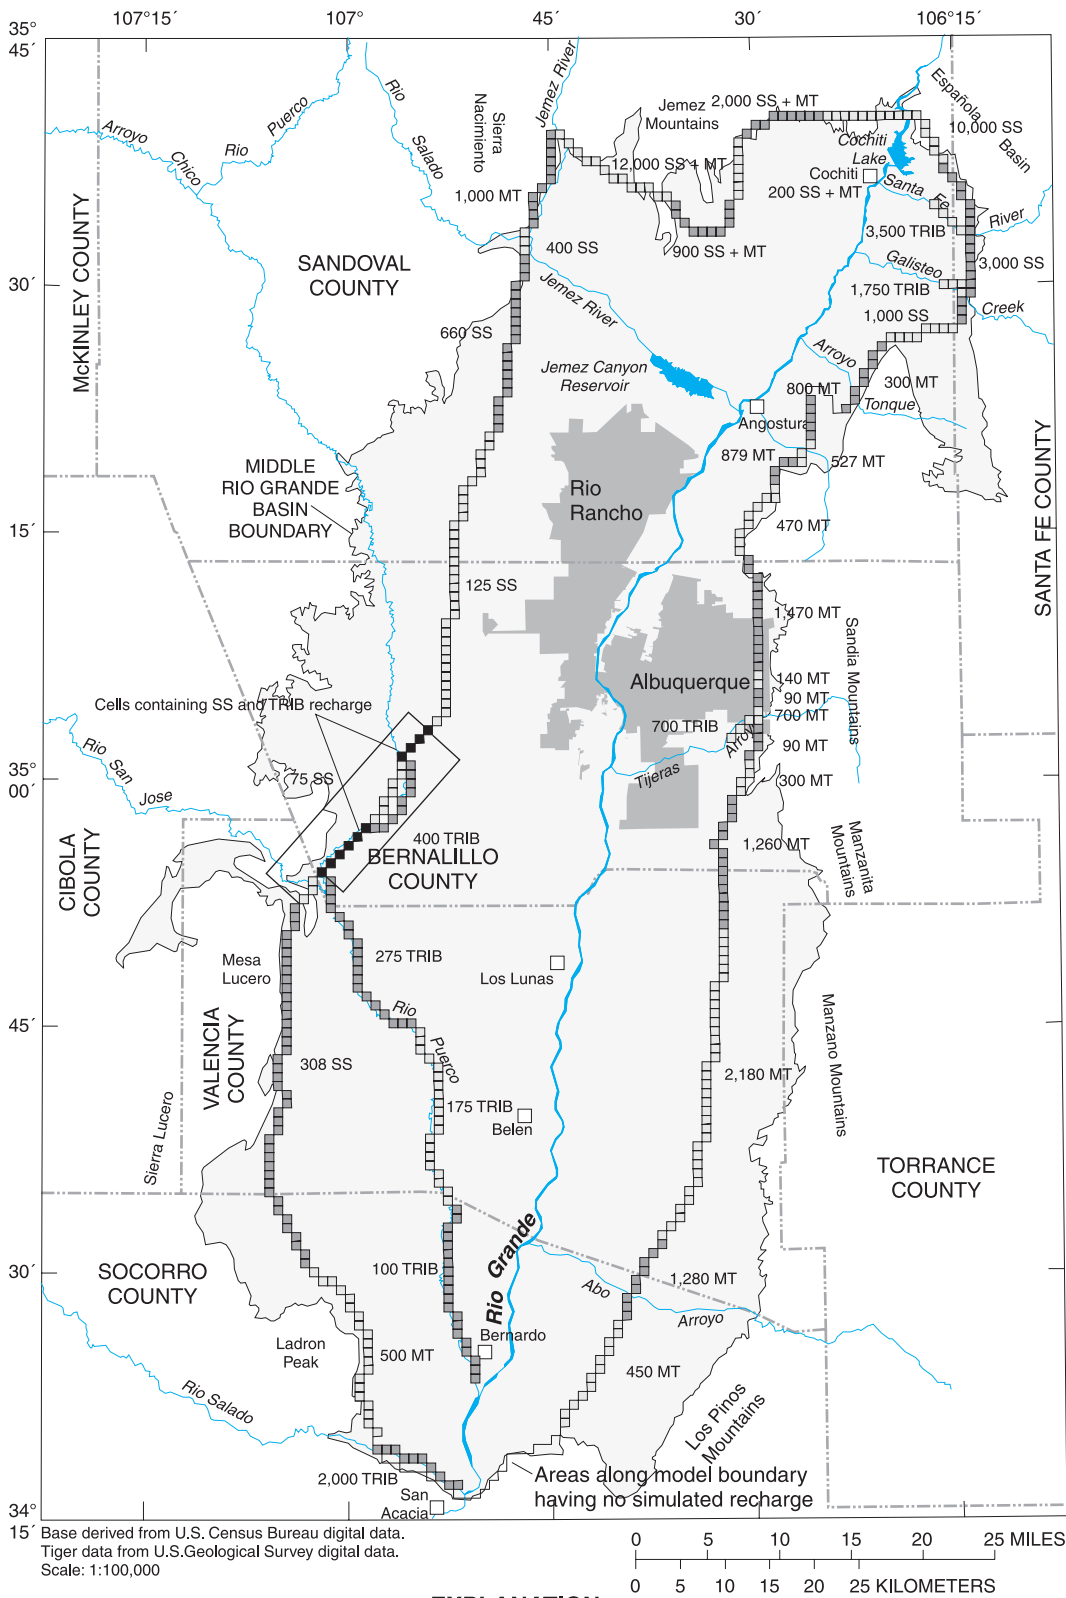 107°15´
107°
45´
30´
106°15´
35°
45´
Arroyo
Chico
Rio
Puerco
Rio
Salado
Sierra
Nacimiento
Jemez River
Jemez
Mountains
2,000 SS + MT
Española
Basin
10,000 SS
Cochiti
Lake
Cochiti
12,000 SS + MT
200 SS + MT
Santa Fe
River
1,000 MT
3,500 TRIB
400 SS
900 SS + MT
Galisteo
3,000 SS
McKINLEY COUNTY
SANDOVAL
COUNTY
30´
Jemez River
1,750 TRIB
Creek
1,000 SS
660 SS
Arroyo
Jemez Canyon
Reservoir
300 MT
800 MT
Tonque
Angostura
SANTA FE COUNTY
879 MT
527 MT
MIDDLE
RIO GRANDE
BASIN
BOUNDARY
Rio
Rancho
15´
470 MT
125 SS
1,470 MT
Sandia Mountains
Albuquerque
140 MT
90 MT
Cells containing SS and TRIB recharge
700 MT
700 TRIB
Arroyo
90 MT
Rio
San
Jose
75 SS
Tijeras
35°
00´
300 MT
400 TRIB
1,260 MT
Manzanita
Mountains
BERNALILLO
COUNTY
CIBOLA
COUNTY
275 TRIB
Mesa
Lucero
Los Lunas
Rio
Puerco
45´
VALENCIA
COUNTY
308 SS
Manzano Mountains
2,180 MT
175 TRIB
Belen
Sierra Lucero
TORRANCE
COUNTY
Rio Grande
SOCORRO
COUNTY
30´
100 TRIB
1,280 MT
Abo
Arroyo
Bernardo
Ladron
Peak
500 MT
450 MT
Rio Salado
Los Pinos
Mountains
2,000 TRIB
Areas along model boundary
having no simulated recharge
San
Acacia
34°
15´
Base derived from U.S. Census Bureau digital data.
Tiger data from U.S.Geological Survey digital data.
Scale: 1:100,000
0 5 10 15 20 25 MILES
0 5 10 15 20 25 KILOMETERS
EXPLANATION